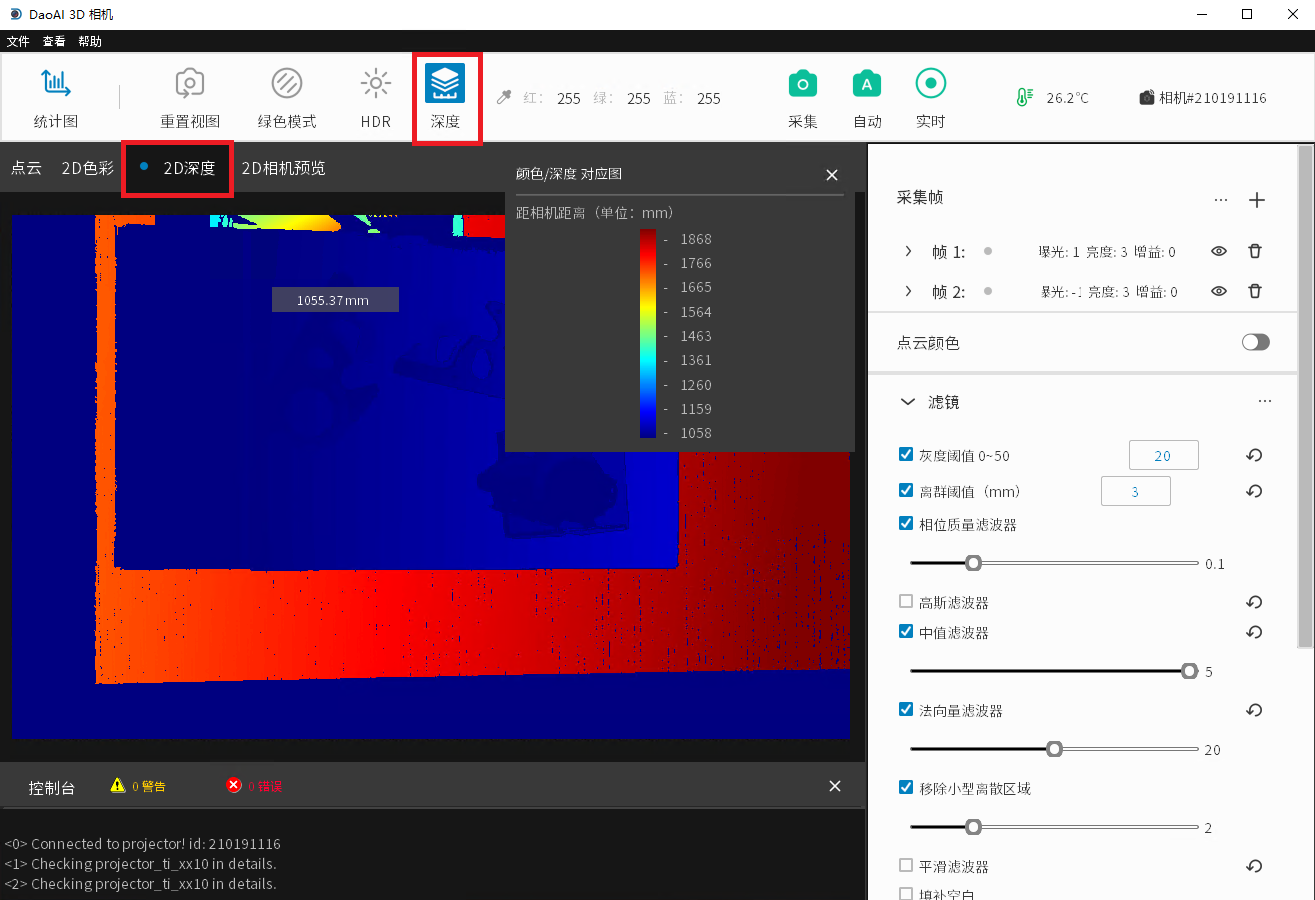 DaoAI 3D 相机
文件 查看 帮助
统计图 重置视图 绿色模式 HDR 深度 红: 255 绿: 255 蓝: 255 采集 自动 实时 26.2℃ 相机#210191116
点云 2D色彩 2D深度 2D相机预览
颜色/深度 对应图
距相机距离（单位：mm）
- 1868
- 1766
- 1665
- 1564
- 1463
- 1361
- 1260
- 1159
- 1058
1055.37mm
采集帧 ... +
帧 1: 曝光: 1 亮度: 3 增益: 0
帧 2: 曝光: -1 亮度: 3 增益: 0
点云颜色
滤镜 ...
灰度阈值 0~50 20
离群阈值（mm） 3
相位质量滤波器
0.1
高斯滤波器
中值滤波器
5
法向量滤波器
20
移除小型离散区域
2
平滑滤波器
填补空白
控制台 0 警告 0 错误
<0> Connected to projector! id: 210191116
<1> Checking projector_ti_xx10 in details.
<2> Checking projector_ti_xx10 in details.